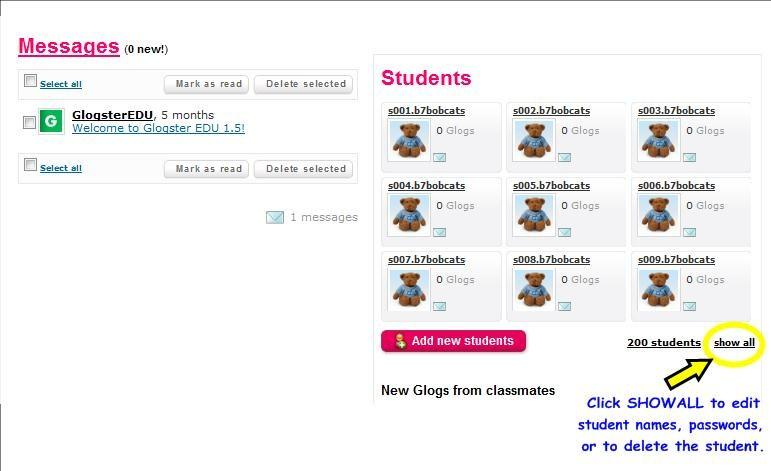 Messages (0 new!)
Select all Mark as read Delete selected
G
GlogsterEDU, 5 months
Welcome to Glogster EDU 1.5!
Select all Mark as read Delete selected
1 messages
Students
s001.b7bobcats s002.b7bobcats s003.b7bobcats
0 Glogs 0 Glogs 0 Glogs
s004.b7bobcats s005.b7bobcats s006.b7bobcats
0 Glogs 0 Glogs 0 Glogs
s007.b7bobcats s008.b7bobcats s009.b7bobcats
0 Glogs 0 Glogs 0 Glogs
Add new students 200 students show all
New Glogs from classmates
Click SHOWALL to edit
student names, passwords,
or to delete the student.